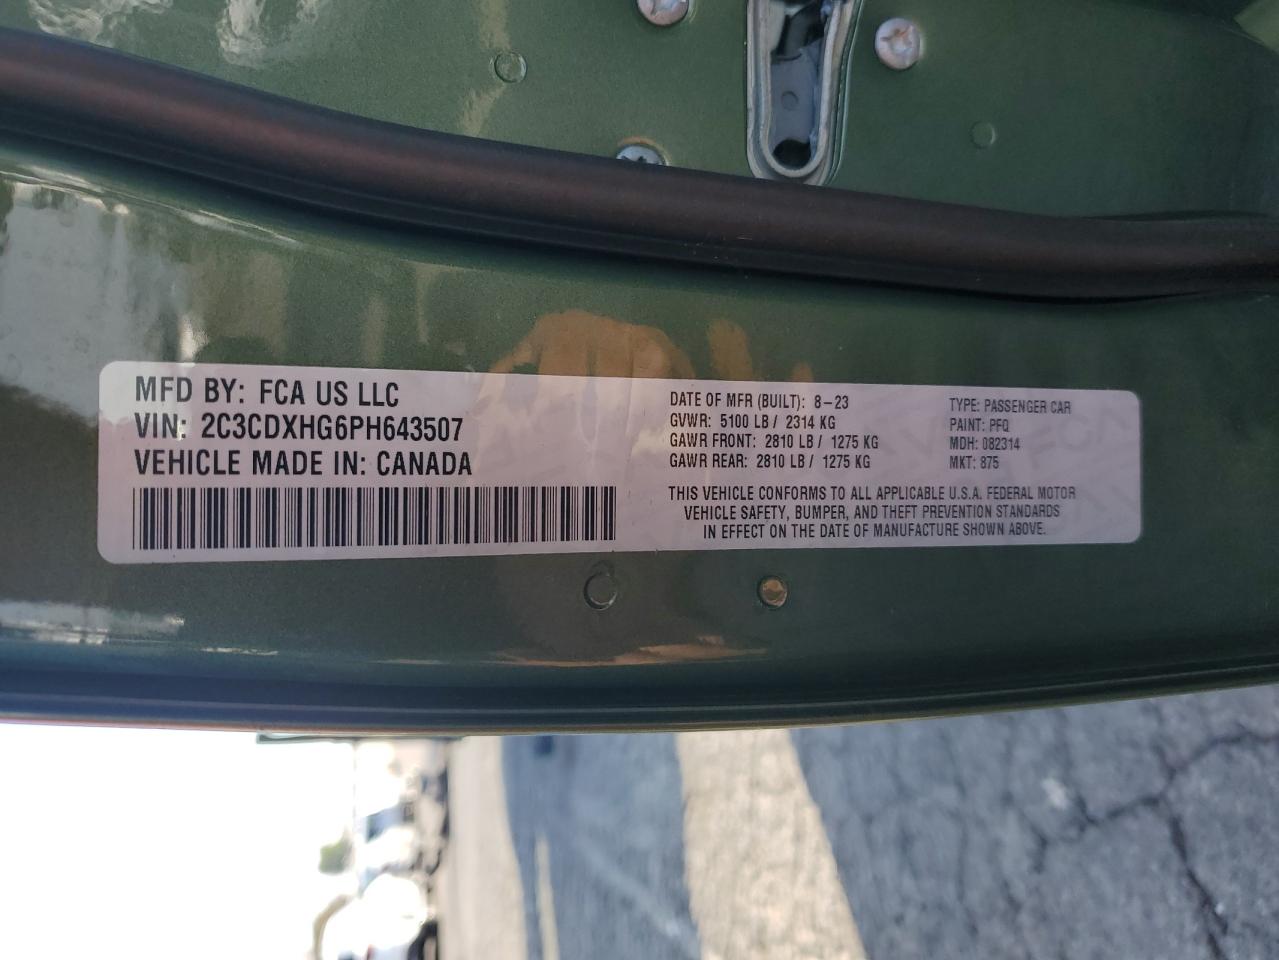 MFD BY: FCA US LLC
VIN: 2C3CDXHG6PH643507
VEHICLE MADE IN: CANADA
DATE OF MFR (BUILT): 8-23
GVWR: 5100 LB / 2314 KG
GAWR FRONT: 2810 LB / 1275 KG
GAWR REAR: 2810 LB / 1275 KG
TYPE: PASSENGER CAR
PAINT: PFQ
MDH: 082314
MKT: 875
THIS VEHICLE CONFORMS TO ALL APPLICABLE U.S.A. FEDERAL MOTOR
VEHICLE SAFETY, BUMPER, AND THEFT PREVENTION STANDARDS
IN EFFECT ON THE DATE OF MANUFACTURE SHOWN ABOVE.